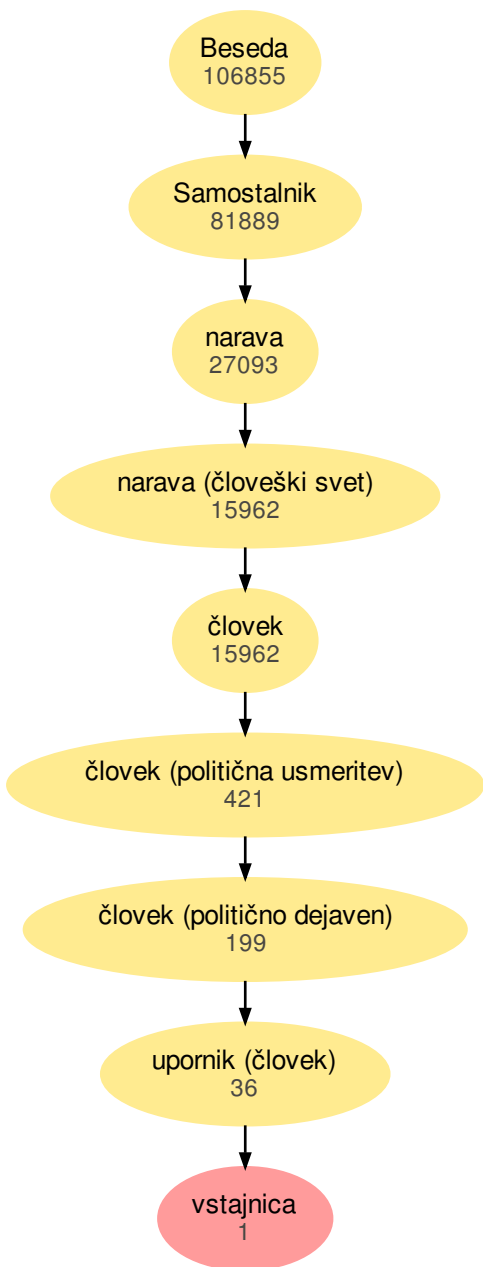 Beseda
106855
Samostalnik
81889
narava
27093
narava (človeški svet)
15962
človek
15962
človek (politična usmeritev)
421
človek (politično dejaven)
199
upornik (človek)
36
vstajnica
1